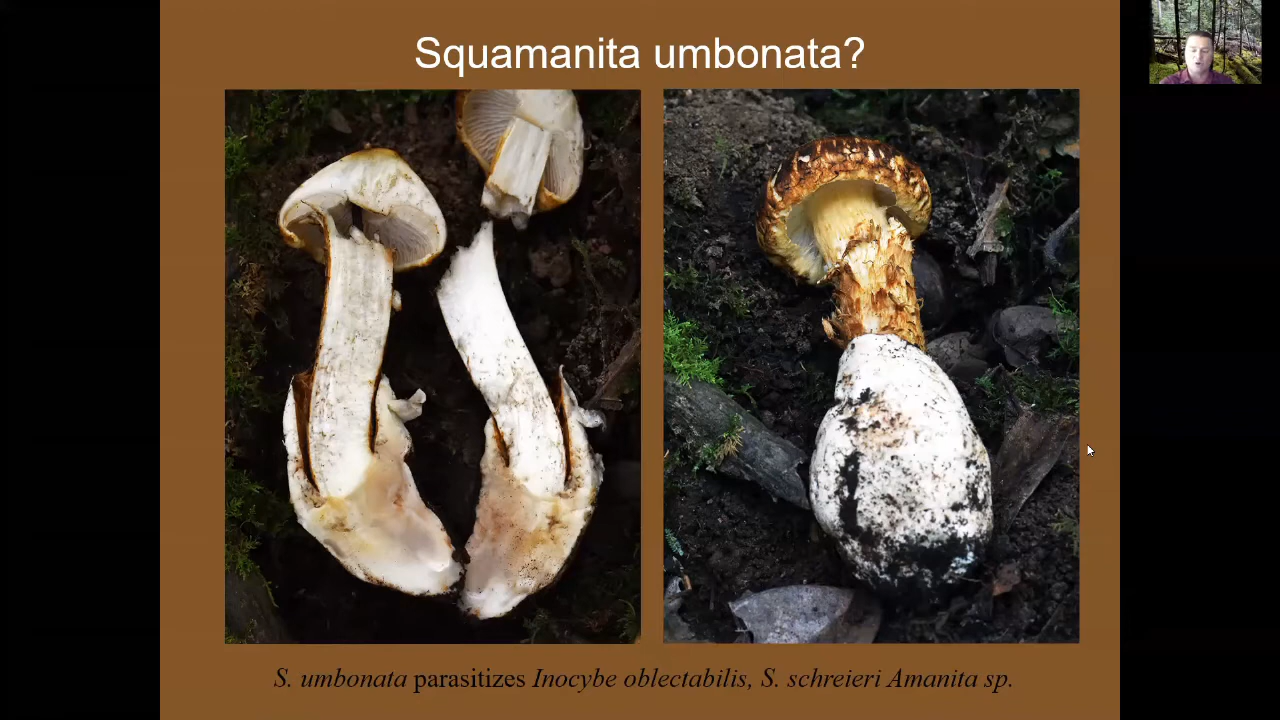 Squamanita umbonata?
S. umbonata parasitizes Inocybe oblectabilis, S. schreieri Amanita sp.